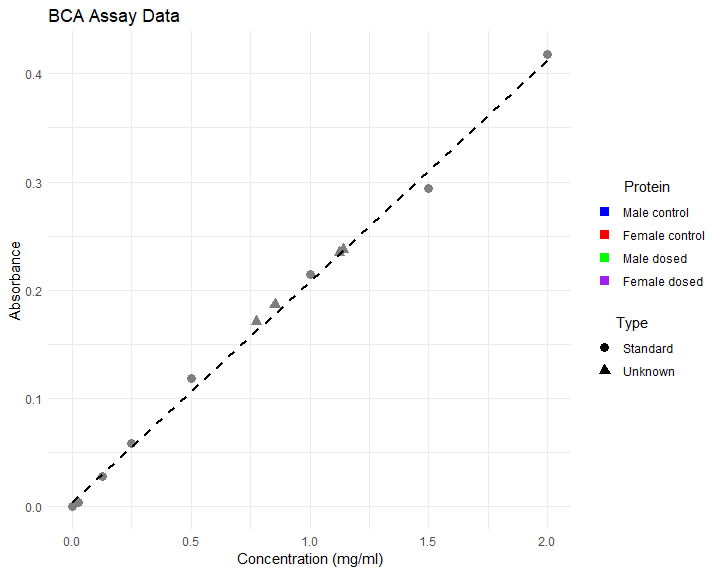 BCA Assay Data
Absorbance
0.4
0.3
0.2
0.1
0.0
0.0 0.5 1.0 1.5 2.0
Concentration (mg/ml)
Protein
Male control
Female control
Male dosed
Female dosed
Type
Standard
Unknown